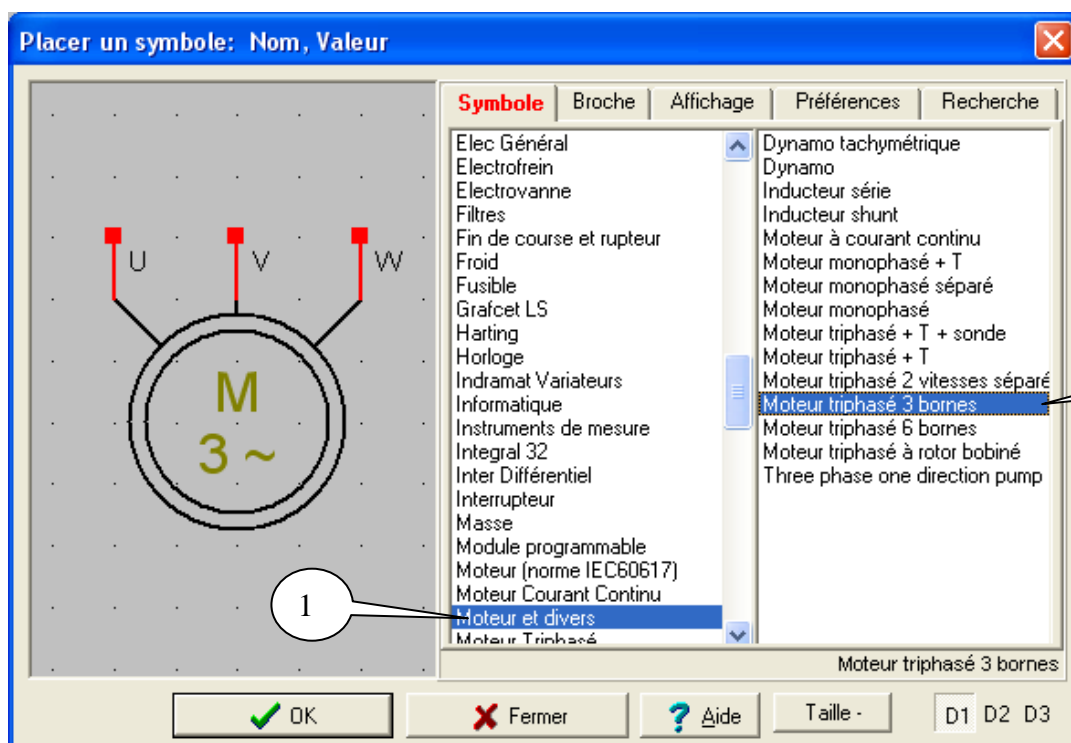 Placer un symbole: Nom, Valeur
Symbole
Broche
Affichage
Préférences
Recherche
U
V
W
M
3 ~
Elec Général
Electrofrein
Electrovanne
Filtres
Fin de course et rupteur
Froid
Fusible
Grafcet LS
Harting
Horloge
Indramat Variateurs
Informatique
Instruments de mesure
Integral 32
Inter Différentiel
Interrupteur
Masse
Module programmable
Moteur (norme IEC60617)
Moteur Courant Continu
Moteur et divers
Moteur Triphasé
Dynamo tachymétrique
Dynamo
Inducteur série
Inducteur shunt
Moteur à courant continu
Moteur monophasé + T
Moteur monophasé séparé
Moteur monophasé
Moteur triphasé + T + sonde
Moteur triphasé + T
Moteur triphasé 2 vitesses séparé
Moteur triphasé 3 bornes
Moteur triphasé 6 bornes
Moteur triphasé à rotor bobiné
Three phase one direction pump
1
Moteur triphasé 3 bornes
OK
Fermer
? Aide
Taille -
D1 D2 D3